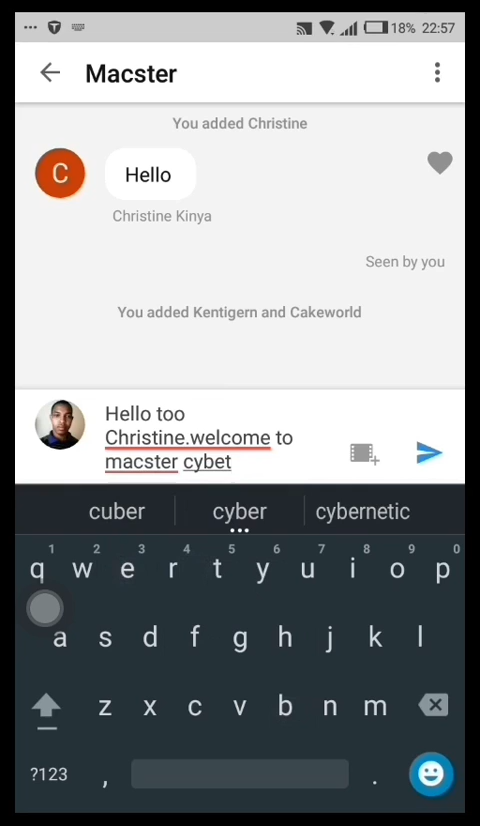 18% 22:57
Macster
You added Christine
C
Hello
Christine Kinya
Seen by you
You added Kentigern and Cakeworld
Hello too
Christine.welcome to
macster cybet
cuber cyber cybernetic
1 2 3 4 5 6 7 8 9 0
q w e r t y u i o p
a s d f g h j k l
z x c v b n m
?123 , .